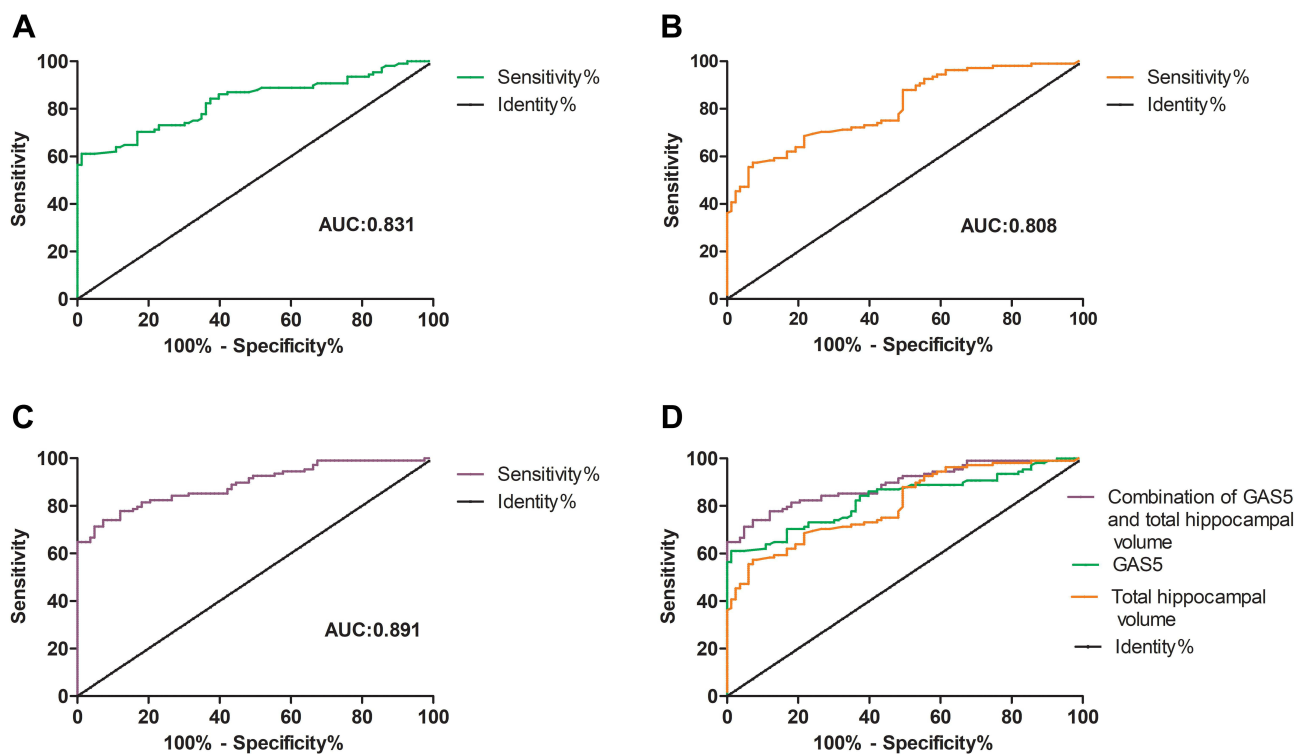 A
Sensitivity
100
80
60
40
20
0
0 20 40 60 80 100
100% - Specificity%
Sensitivity%
Identity%
AUC:0.831
B
Sensitivity
100
80
60
40
20
0
0 20 40 60 80 100
100% - Specificity%
Sensitivity%
Identity%
AUC:0.808
C
Sensitivity
100
80
60
40
20
0
0 20 40 60 80 100
100% - Specificity%
Sensitivity%
Identity%
AUC:0.891
D
Sensitivity
100
80
60
40
20
0
0 20 40 60 80 100
100% - Specificity%
Combination of GAS5
and total hippocampal
volume
GAS5
Total hippocampal
volume
Identity%